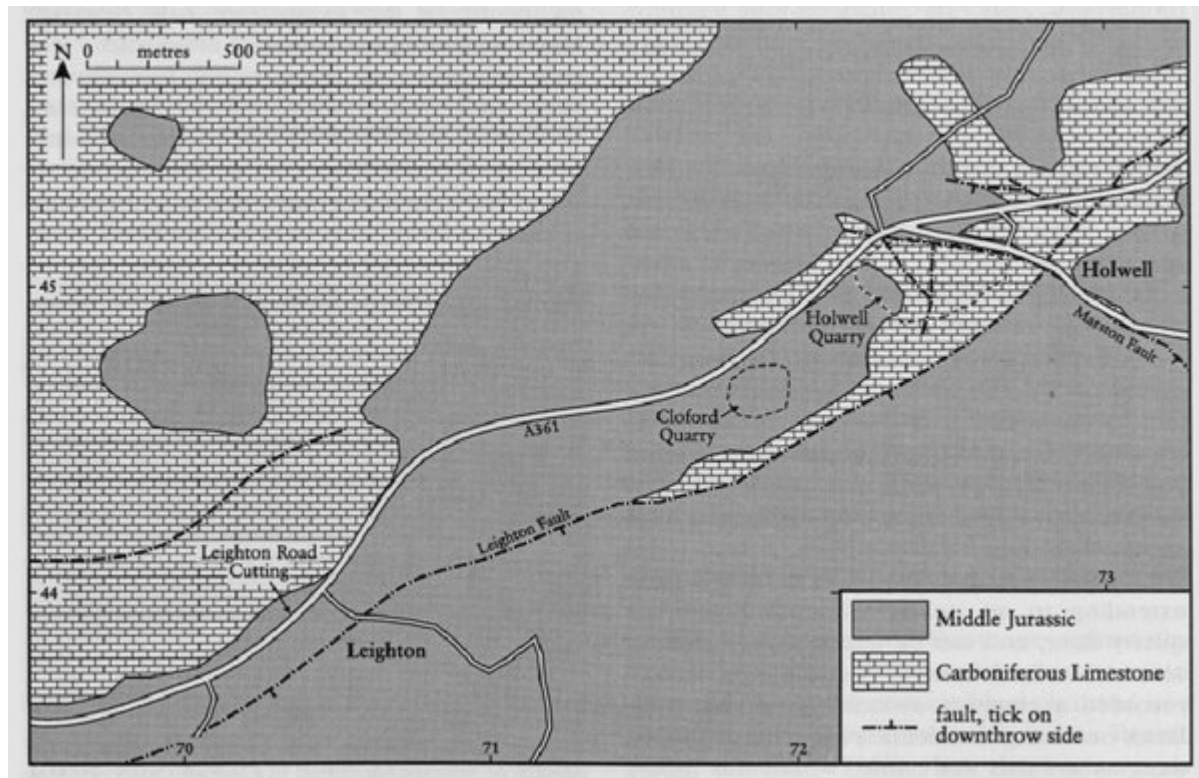 N 0 metres 500
45
Holwell
Holwell
Quarry
Marston Fault
Cloford
Quarry
A361
Leighton Fault
Leighton Road
Cutting
44
73
Leighton
Middle Jurassic
Carboniferous Limestone
fault, tick on
downthrow side
70
71
72